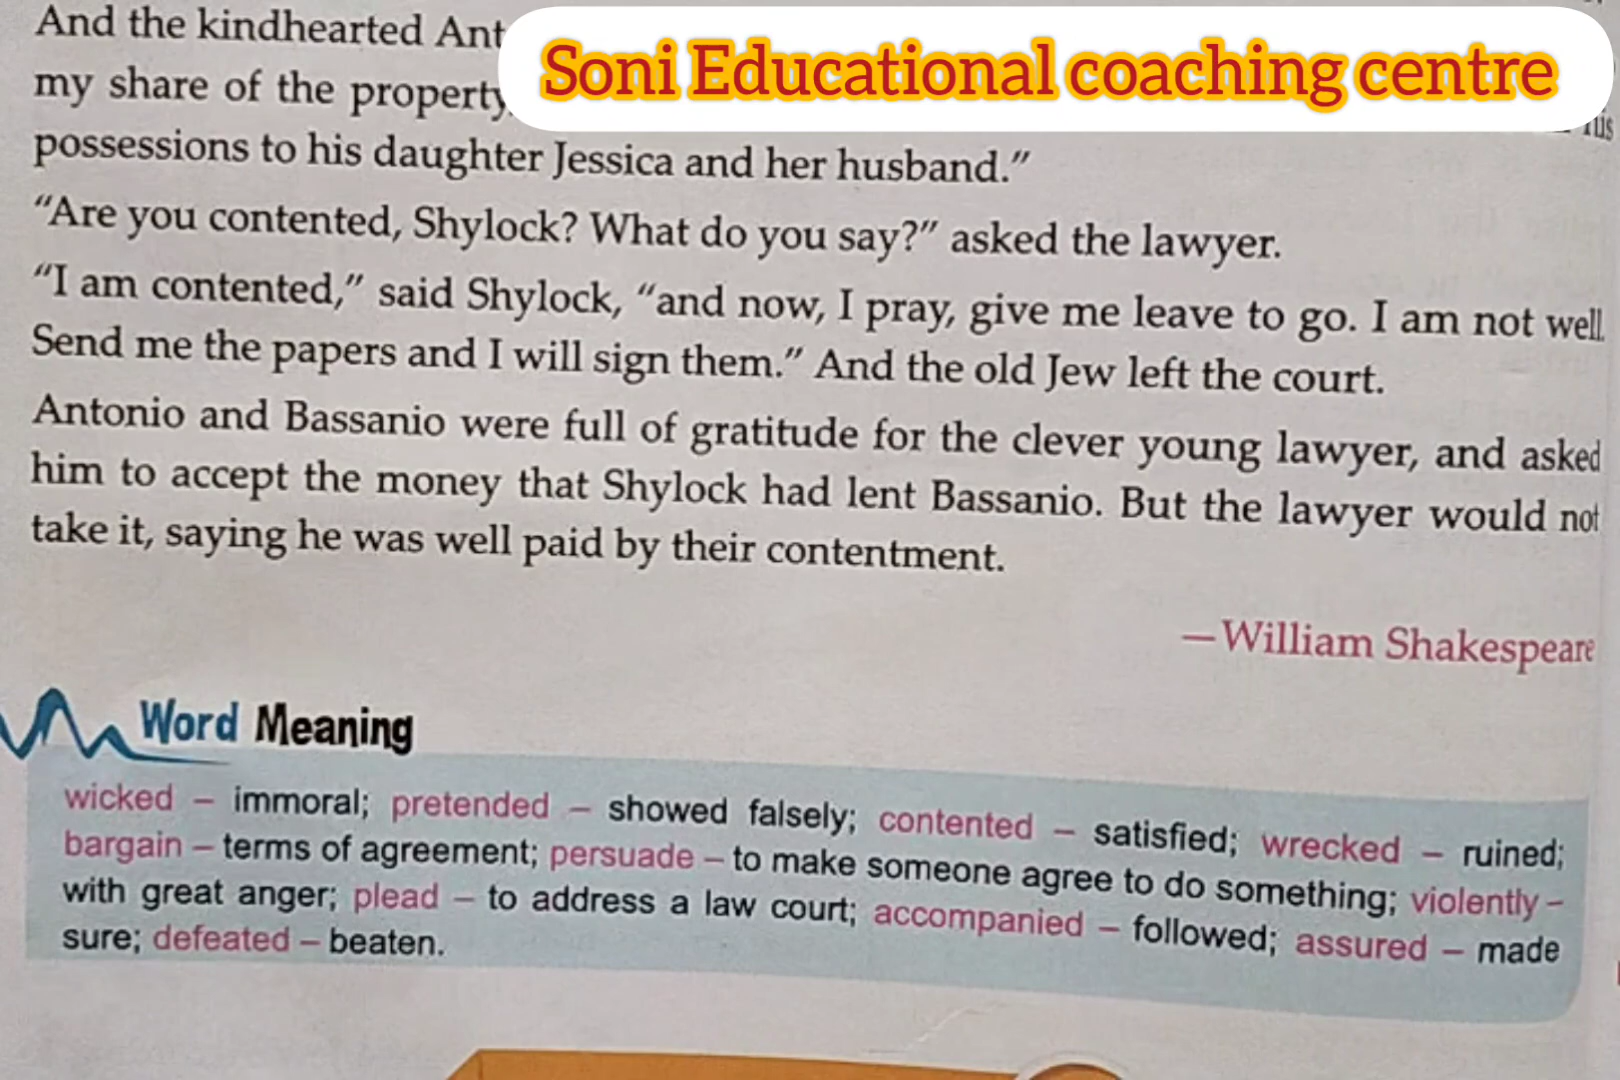 And the kindhearted Ant
Soni Educational coaching centre
my share of the property,
his
possessions to his daughter Jessica and her husband.”
“Are you contented, Shylock? What do you say?” asked the lawyer.
“I am contented,” said Shylock, “and now, I pray, give me leave to go. I am not well.
Send me the papers and I will sign them.” And the old Jew left the court.
Antonio and Bassanio were full of gratitude for the clever young lawyer, and asked
him to accept the money that Shylock had lent Bassanio. But the lawyer would not
take it, saying he was well paid by their contentment.
—William Shakespeare
Word Meaning
wicked – immoral; pretended – showed falsely; contented – satisfied; wrecked – ruined;
bargain – terms of agreement; persuade – to make someone agree to do something; violently –
with great anger; plead – to address a law court; accompanied – followed; assured – made
sure; defeated – beaten.